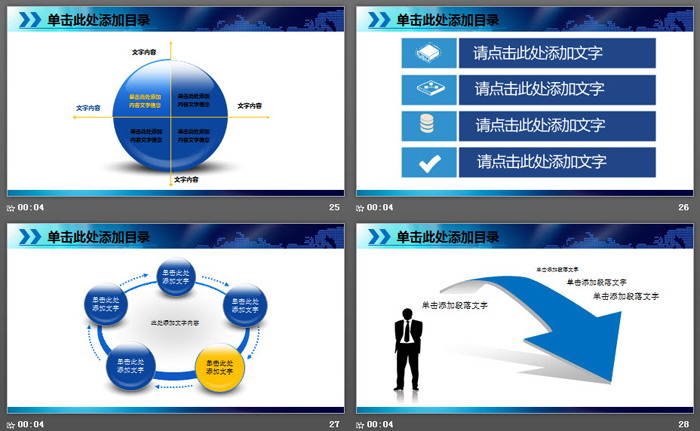 单击此处添加目录
文字内容
单击此处添加
内容文字信息
单击此处添加
内容文字信息
文字内容
文字内容
单击此处添加
内容文字信息
单击此处添加
内容文字信息
文字内容
00:04
25
单击此处添加目录
请点击此处添加文字
请点击此处添加文字
请点击此处添加文字
请点击此处添加文字
00:04
26
单击此处添加目录
单击此处
添加文字
单击此处
添加文字
单击此处
添加文字
此处添加文字内容
单击此处
添加文字
单击此处
添加文字
00:04
27
单击此处添加目录
单击添加段落文字
单击添加段落文字
单击添加段落文字
单击添加段落文字
00:04
28